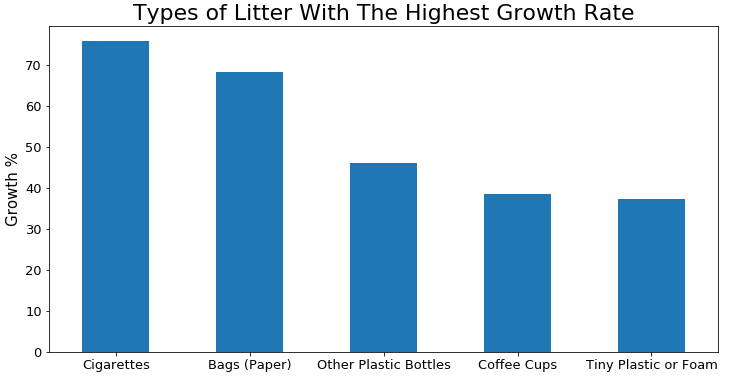 Types of Litter With The Highest Growth Rate
Growth %
70
60
50
40
30
20
10
0
Cigarettes Bags (Paper) Other Plastic Bottles Coffee Cups Tiny Plastic or Foam